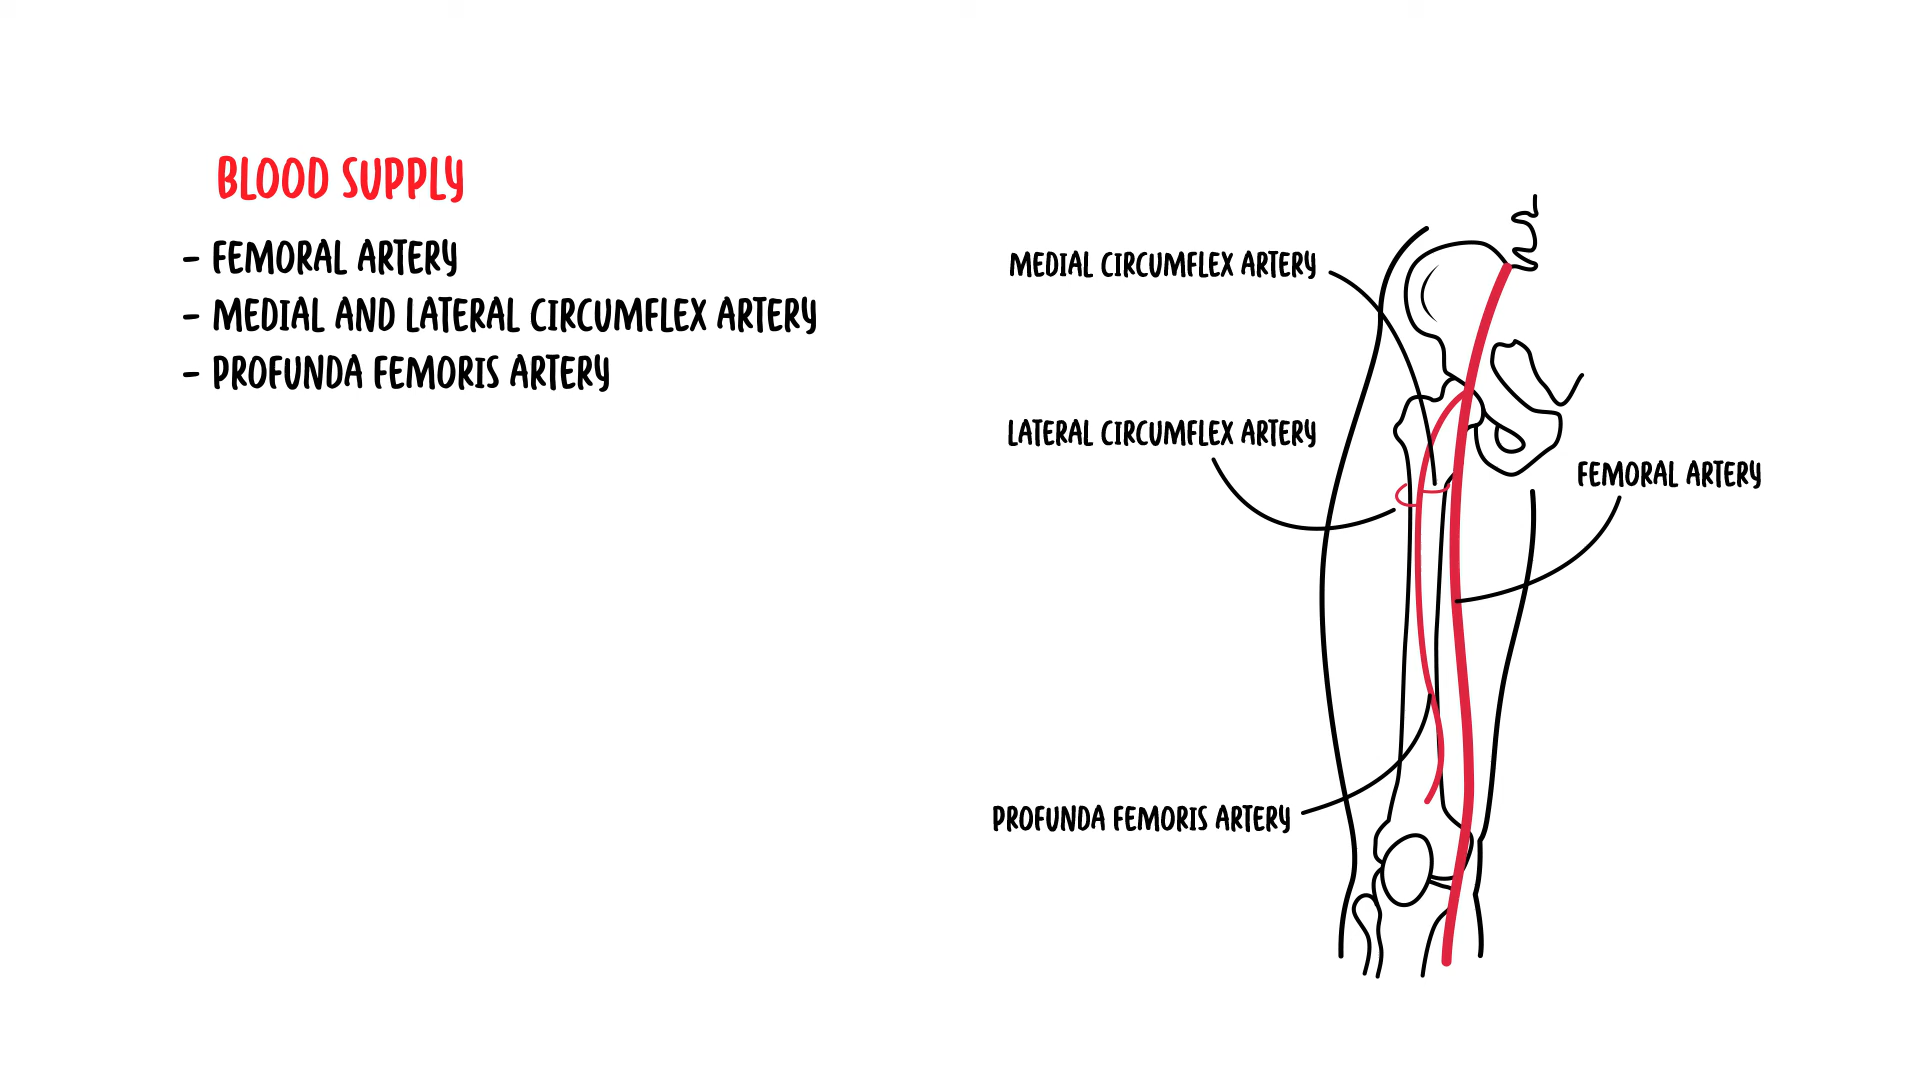 BLOOD SUPPLY
- FEMORAL ARTERY
- MEDIAL AND LATERAL CIRCUMFLEX ARTERY
- PROFUNDA FEMORIS ARTERY
MEDIAL CIRCUMFLEX ARTERY
LATERAL CIRCUMFLEX ARTERY
FEMORAL ARTERY
PROFUNDA FEMORIS ARTERY